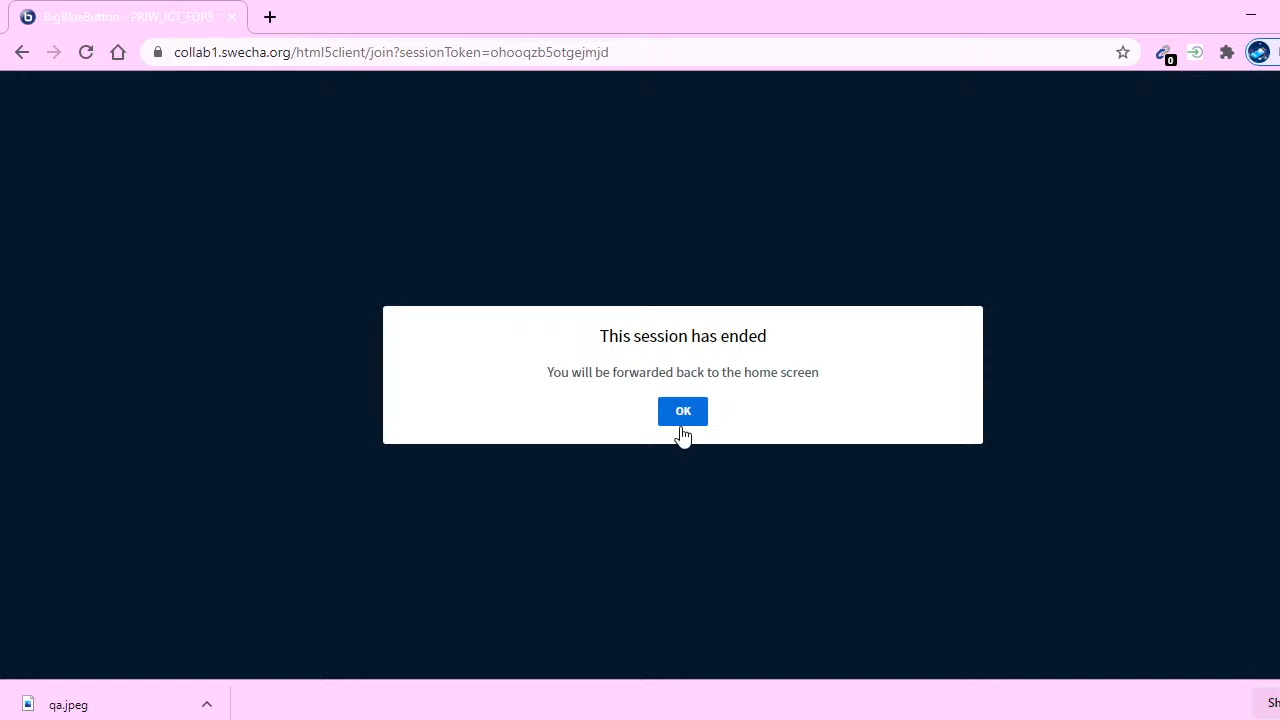 BigBlueButton - PRIW_ICT_FDP3
collab1.swecha.org/html5client/join?sessionToken=ohooqzb5otgejmjd
0
This session has ended
You will be forwarded back to the home screen
OK
qa.jpeg
Sh